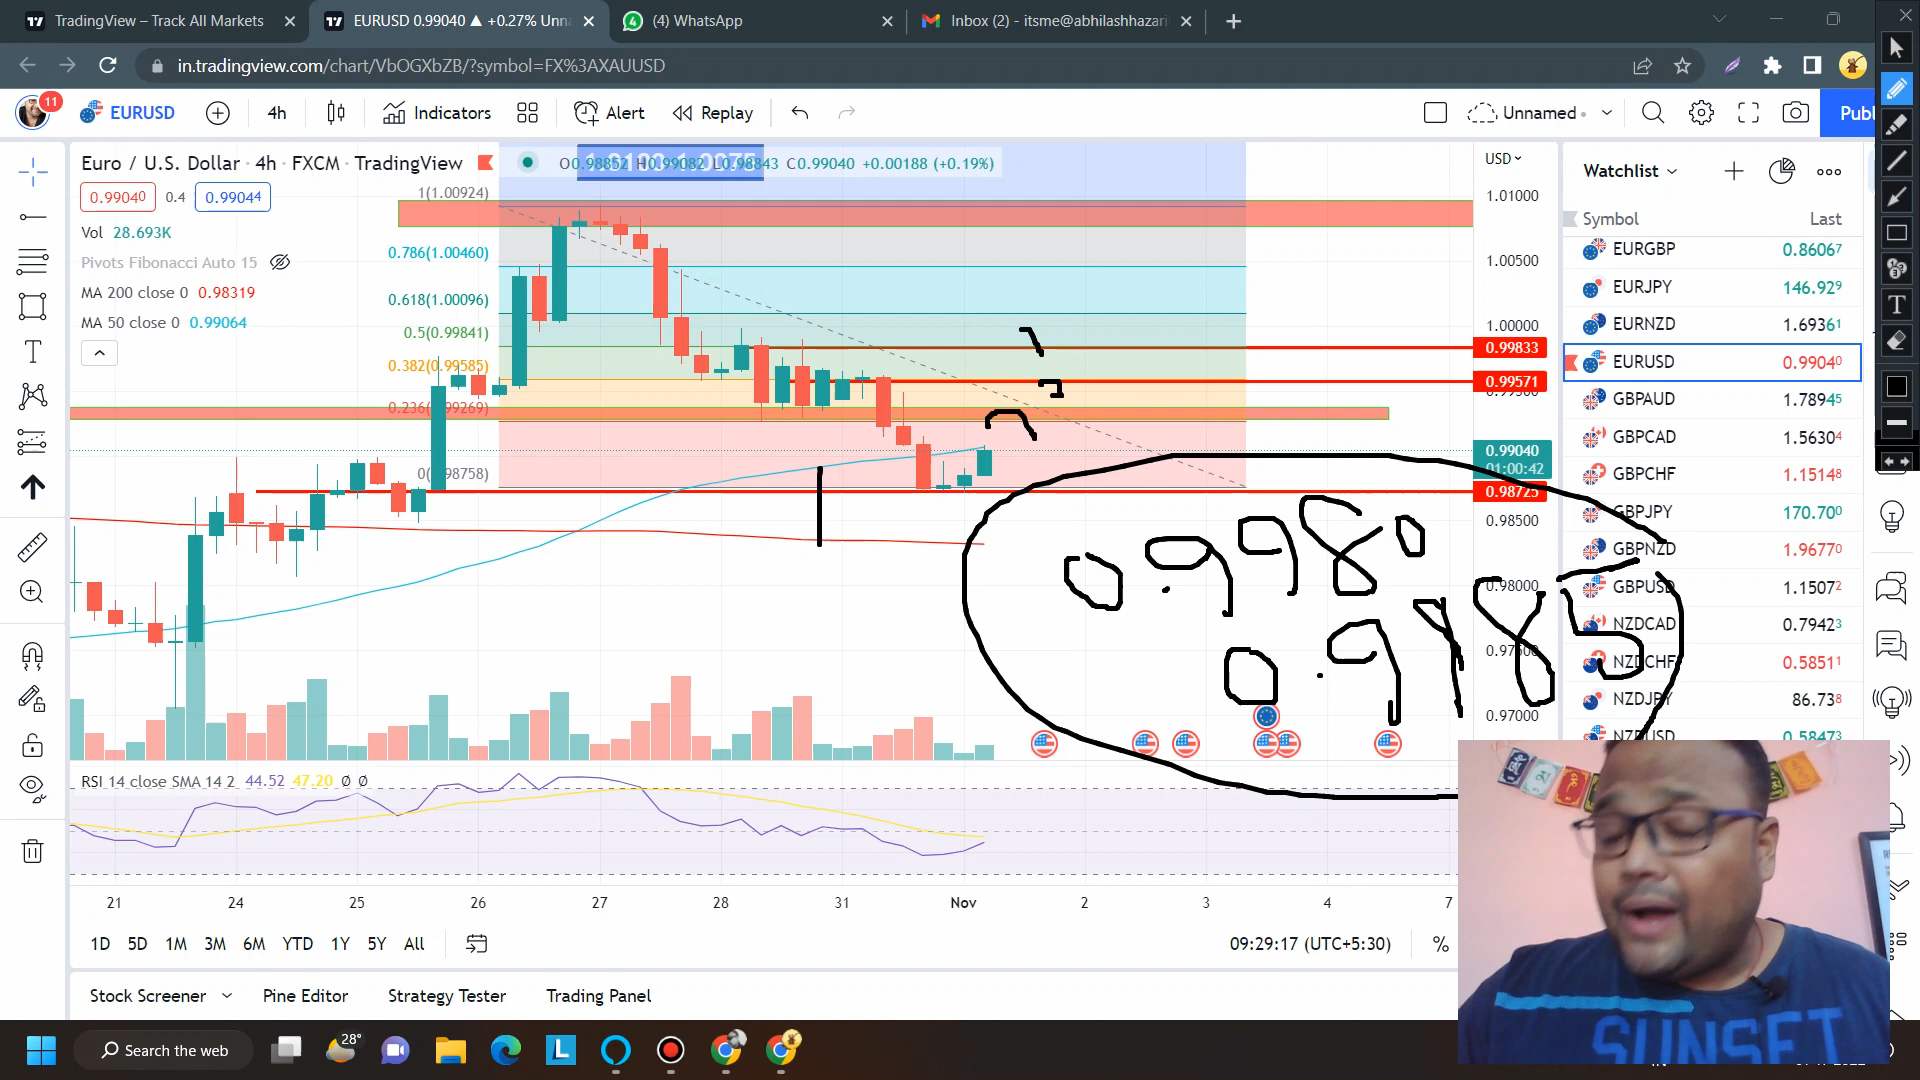 TradingView – Track All Markets
EURUSD 0.99040 ▲ +0.27% Unn
(4) WhatsApp
Inbox (2) - itsme@abhilashhazari
in.tradingview.com/chart/VbOGXbZB/?symbol=FX%3AXAUUSD
11
EURUSD
4h
Indicators
Alert
Replay
Unnamed
Publ
Euro / U.S. Dollar · 4h · FXCM · TradingView
O0.98852 H0.99082 L0.98843 C0.99040 +0.00188 (+0.19%)
0.99040 0.4 0.99044
Vol 28.693K
Pivots Fibonacci Auto 15
MA 200 close 0 0.98319
MA 50 close 0 0.99064
1(1.00924)
0.786(1.00460)
0.618(1.00096)
0.5(0.99841)
0.382(0.99585)
0.236(0.99269)
0(0.98758)
USD
1.01000
1.00500
1.00000
0.99833
0.99571
0.99040
01:00:42
0.98725
0.98500
0.98000
0.97000
0.9980
0.9485
Watchlist
Symbol Last
EURGBP 0.86067
EURJPY 146.929
EURNZD 1.69361
EURUSD 0.99040
GBPAUD 1.78945
GBPCAD 1.56304
GBPCHF 1.15148
GBPJPY 170.700
GBPNZD 1.96770
GBPUSD 1.15072
NZDCAD 0.79423
NZDCHF 0.58511
NZDJPY 86.738
NZDUSD 0.58473
RSI 14 close SMA 14 2 44.52 47.20 Ø Ø
21 24 25 26 27 28 31 Nov 2 3 4 7
1D 5D 1M 3M 6M YTD 1Y 5Y All
09:29:17 (UTC+5:30) %
Stock Screener Pine Editor Strategy Tester Trading Panel
SUNSET
28°
Search the web